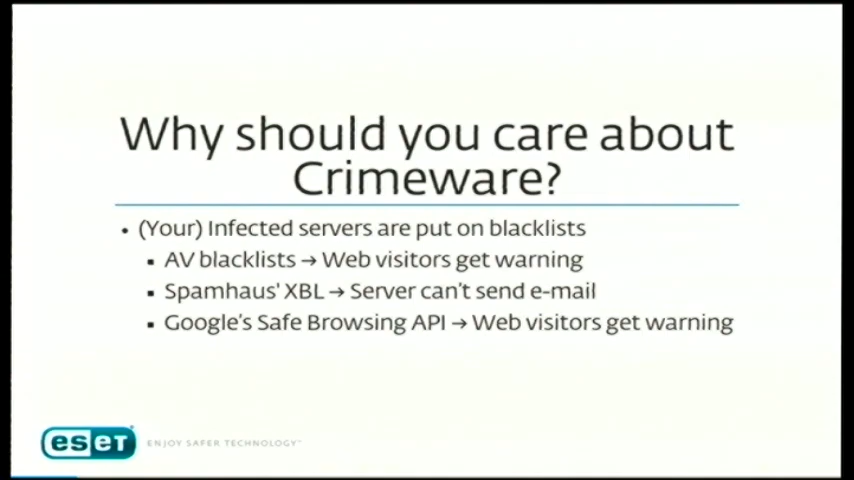 Why should you care about
Crimeware?
• (Your) Infected servers are put on blacklists
▪ AV blacklists → Web visitors get warning
▪ Spamhaus' XBL → Server can't send e-mail
▪ Google's Safe Browsing API → Web visitors get warning
eset ENJOY SAFER TECHNOLOGY™